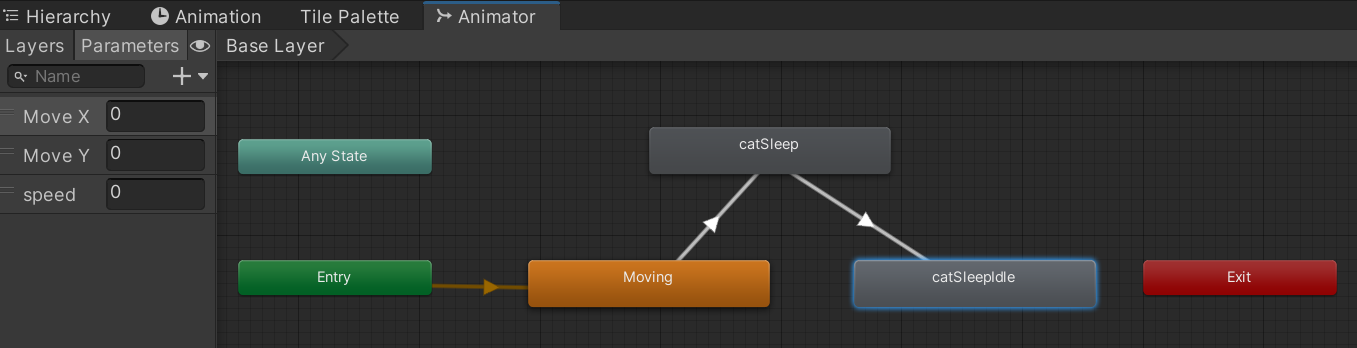 Hierarchy Animation Tile Palette Animator
Layers Parameters Base Layer
Name
Move X 0
Move Y 0
speed 0
Any State
catSleep
Entry
Moving
catSleepIdle
Exit